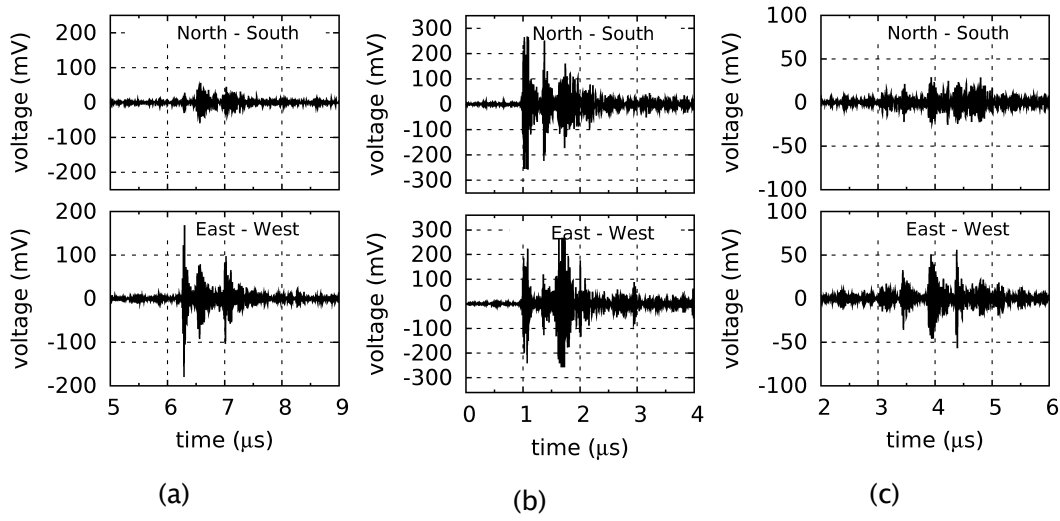 North - South
voltage (mV)
200
100
0
-100
-200
East - West
voltage (mV)
200
100
0
-100
-200
5 6 7 8 9
time (μs)
(a)
North - South
voltage (mV)
300
200
100
0
-100
-200
-300
East - West
voltage (mV)
300
200
100
0
-100
-200
-300
0 1 2 3 4
time (μs)
(b)
North - South
voltage (mV)
100
50
0
-50
-100
East - West
voltage (mV)
100
50
0
-50
-100
2 3 4 5 6
time (μs)
(c)